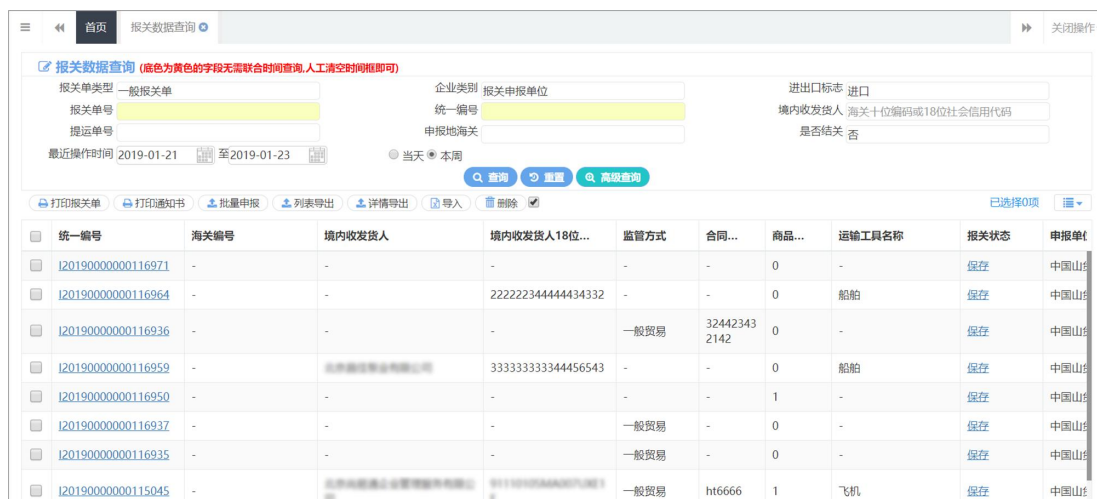 首页 报关数据查询 关闭操作
报关数据查询 (底色为黄色的字段无需联合时间查询,人工清空时间框即可)
报关单类型 一般报关单 企业类别 报关申报单位 进出口标志 进口
报关单号 统一编号 境内收发货人 海关十位编码或18位社会信用代码
提运单号 申报地海关 是否结关 否
最近操作时间 2019-01-21 至 2019-01-23 当天 本周
查询 重置 高级查询
打印报关单 打印通知书 批量申报 列表导出 详情导出 导入 删除 已选择0项
统一编号 海关编号 境内收发货人 境内收发货人18位... 监管方式 合同... 商品... 运输工具名称 报关状态 申报单位
I20190000000116971 - - - - - 0 - 保存 中国山
I20190000000116964 - - 222222344444434332 - - 0 船舶 保存 中国山
I20190000000116936 - - - 一般贸易 32442343 0 - 保存 中国山
2142
I20190000000116959 - 333333333344456543 - - 0 船舶 保存 中国山
I20190000000116950 - - - - - 1 - 保存 中国山
I20190000000116937 - - - 一般贸易 - 0 - 保存 中国山
I20190000000116935 - - - 一般贸易 - 0 - 保存 中国山
I20190000000115045 - 一般贸易 ht6666 1 飞机 保存 中国山